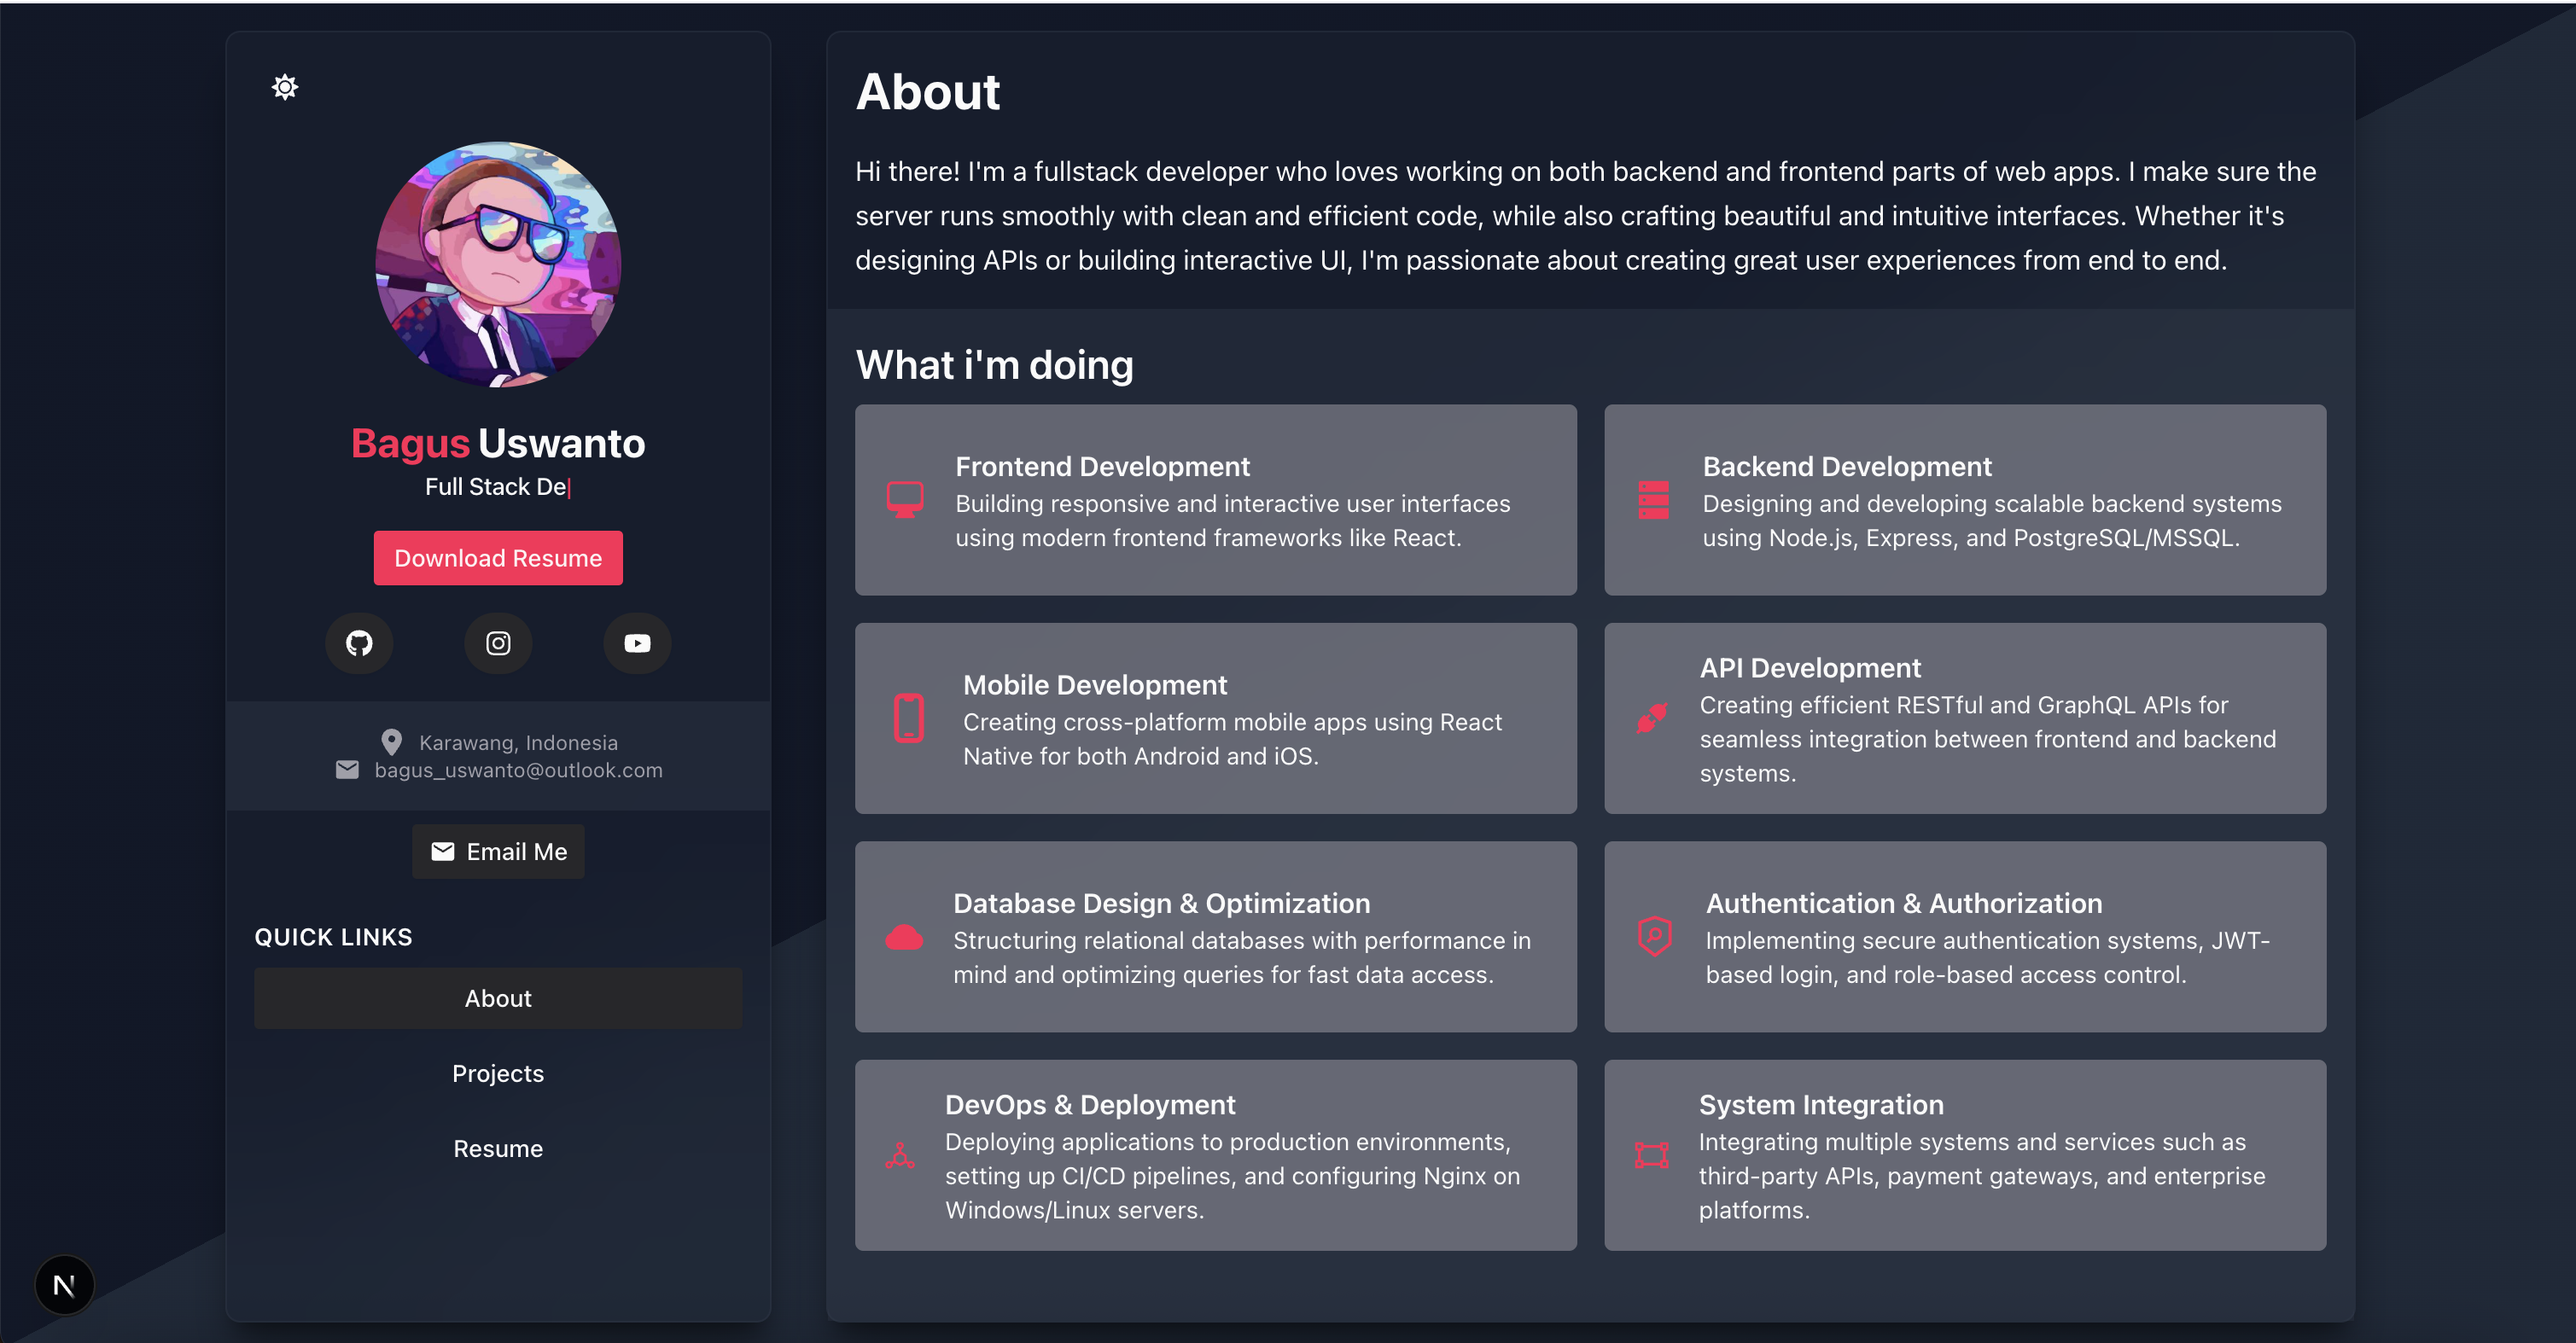 Bagus Uswanto
Full Stack De
Download Resume
Karawang, Indonesia
bagus_uswanto@outlook.com
Email Me
QUICK LINKS
About
Projects
Resume
N
About
Hi there! I'm a fullstack developer who loves working on both backend and frontend parts of web apps. I make sure the
server runs smoothly with clean and efficient code, while also crafting beautiful and intuitive interfaces. Whether it's
designing APIs or building interactive UI, I'm passionate about creating great user experiences from end to end.
What i'm doing
Frontend Development
Building responsive and interactive user interfaces
using modern frontend frameworks like React.
Backend Development
Designing and developing scalable backend systems
using Node.js, Express, and PostgreSQL/MSSQL.
Mobile Development
Creating cross-platform mobile apps using React
Native for both Android and iOS.
API Development
Creating efficient RESTful and GraphQL APIs for
seamless integration between frontend and backend
systems.
Database Design & Optimization
Structuring relational databases with performance in
mind and optimizing queries for fast data access.
Authentication & Authorization
Implementing secure authentication systems, JWT-
based login, and role-based access control.
DevOps & Deployment
Deploying applications to production environments,
setting up CI/CD pipelines, and configuring Nginx on
Windows/Linux servers.
System Integration
Integrating multiple systems and services such as
third-party APIs, payment gateways, and enterprise
platforms.